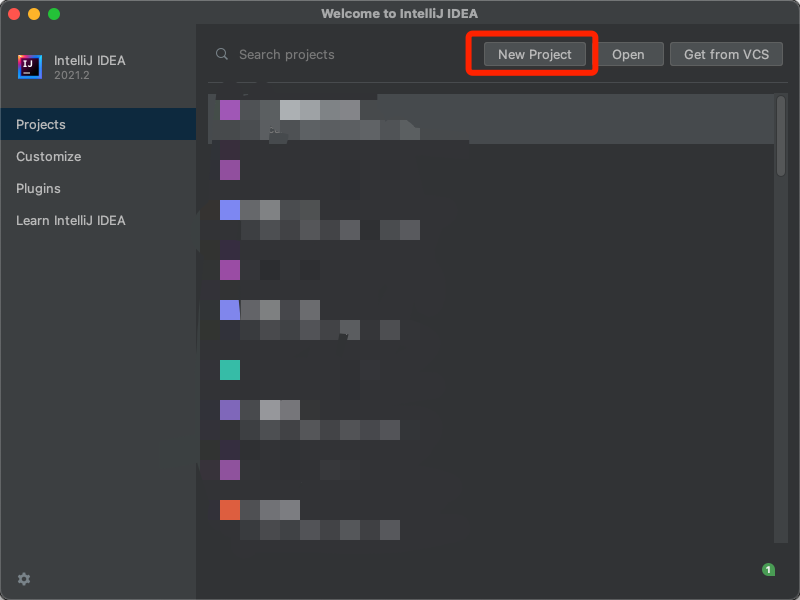 Welcome to IntelliJ IDEA
IntelliJ IDEA
2021.2
Search projects
New Project
Open
Get from VCS
Projects
Customize
Plugins
Learn IntelliJ IDEA
1